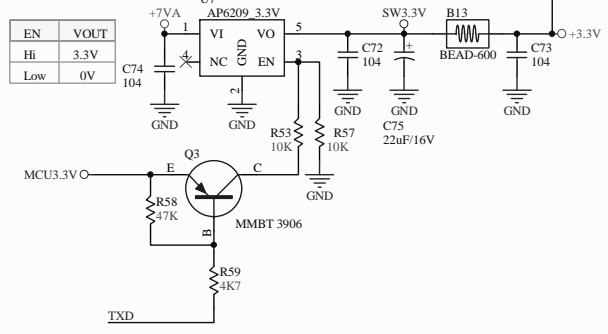 U7
+7VA
AP6209_3.3V
SW3.3V
B13
1
VI
VO
5
+3.3V
EN VOUT
Hi 3.3V
Low 0V
GND
4
NC
EN
3
C72
104
C73
104
BEAD-600
C74
104
2
GND
GND
GND
GND
GND
C75
22uF/16V
R53
10K
R57
10K
GND
Q3
MCU3.3V
E
C
R58
47K
MMBT 3906
B
R59
4K7
TXD